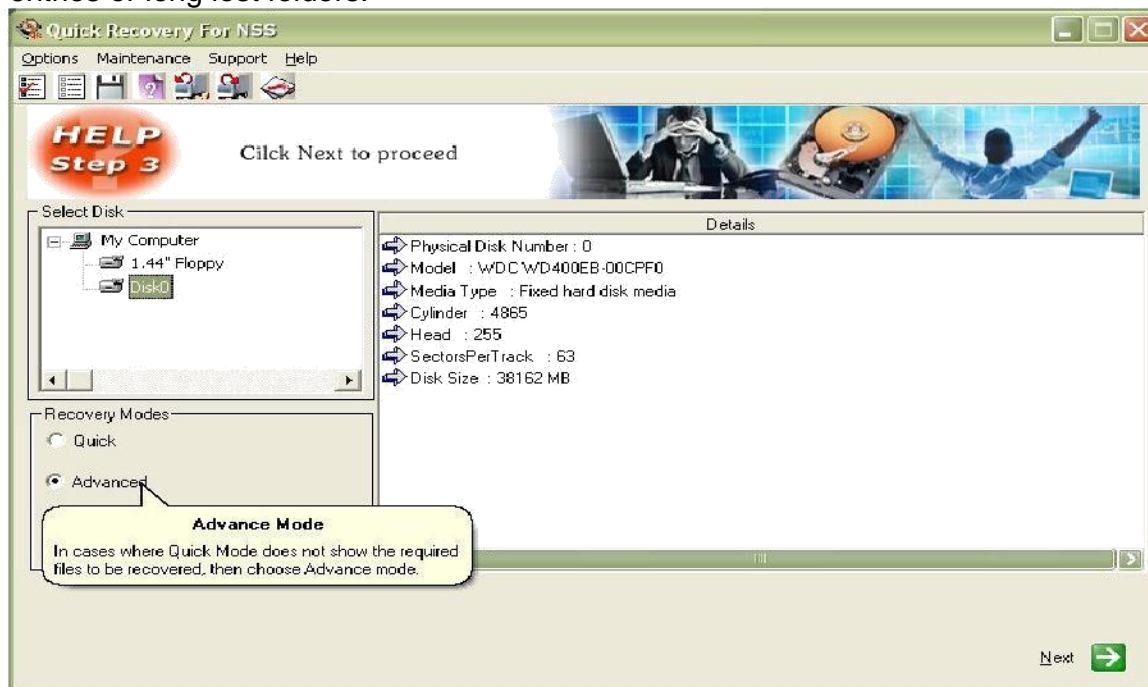 entries of long lost folders.
Quick Recovery For NSS
Options Maintenance Support Help
HELP
Step 3
Cilck Next to proceed
Select Disk
My Computer
1.44" Floppy
Disk0
Details
Physical Disk Number : 0
Model : WDC WD400EB-00CPF0
Media Type : Fixed hard disk media
Cylinder : 4865
Head : 255
SectorsPerTrack : 63
Disk Size : 38162 MB
Recovery Modes
Quick
Advanced
Advance Mode
In cases where Quick Mode does not show the required
files to be recovered, then choose Advance mode.
Next